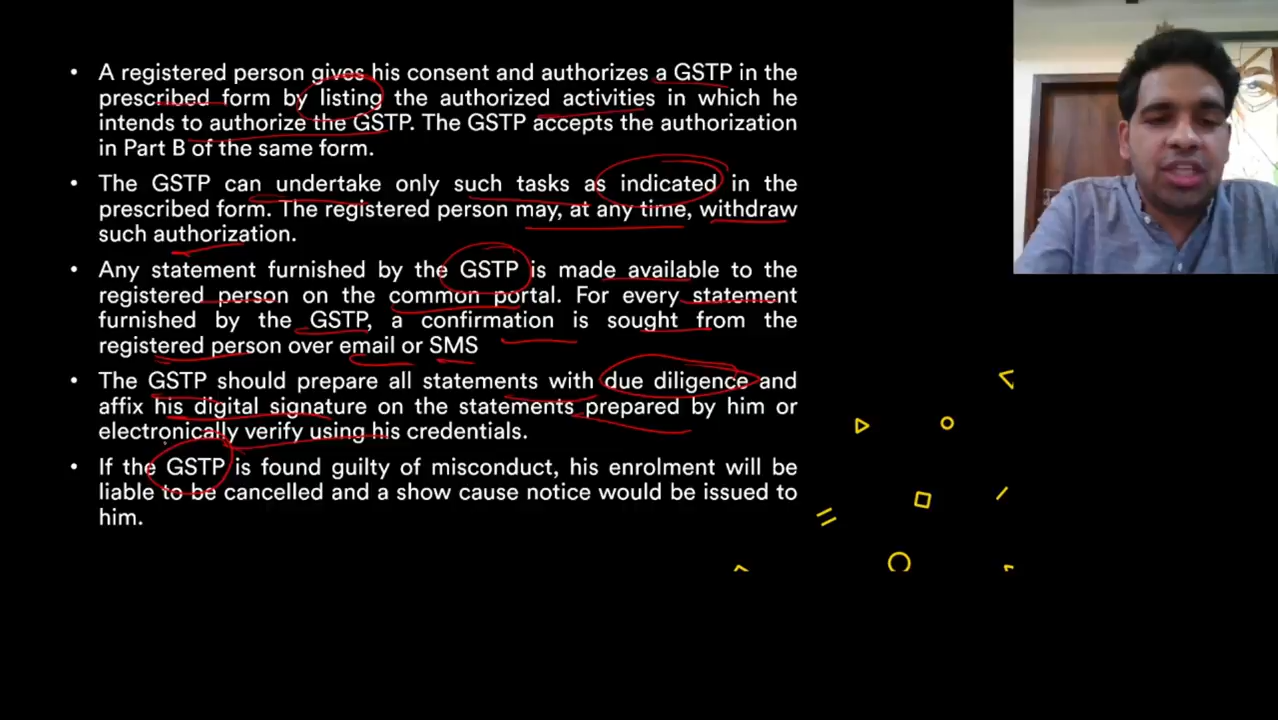 • A registered person gives his consent and authorizes a GSTP in the
prescribed form by listing the authorized activities in which he
intends to authorize the GSTP. The GSTP accepts the authorization
in Part B of the same form.
• The GSTP can undertake only such tasks as indicated in the
prescribed form. The registered person may, at any time, withdraw
such authorization.
• Any statement furnished by the GSTP is made available to the
registered person on the common portal. For every statement
furnished by the GSTP, a confirmation is sought from the
registered person over email or SMS
• The GSTP should prepare all statements with due diligence and
affix his digital signature on the statements prepared by him or
electronically verify using his credentials.
• If the GSTP is found guilty of misconduct, his enrolment will be
liable to be cancelled and a show cause notice would be issued to
him.